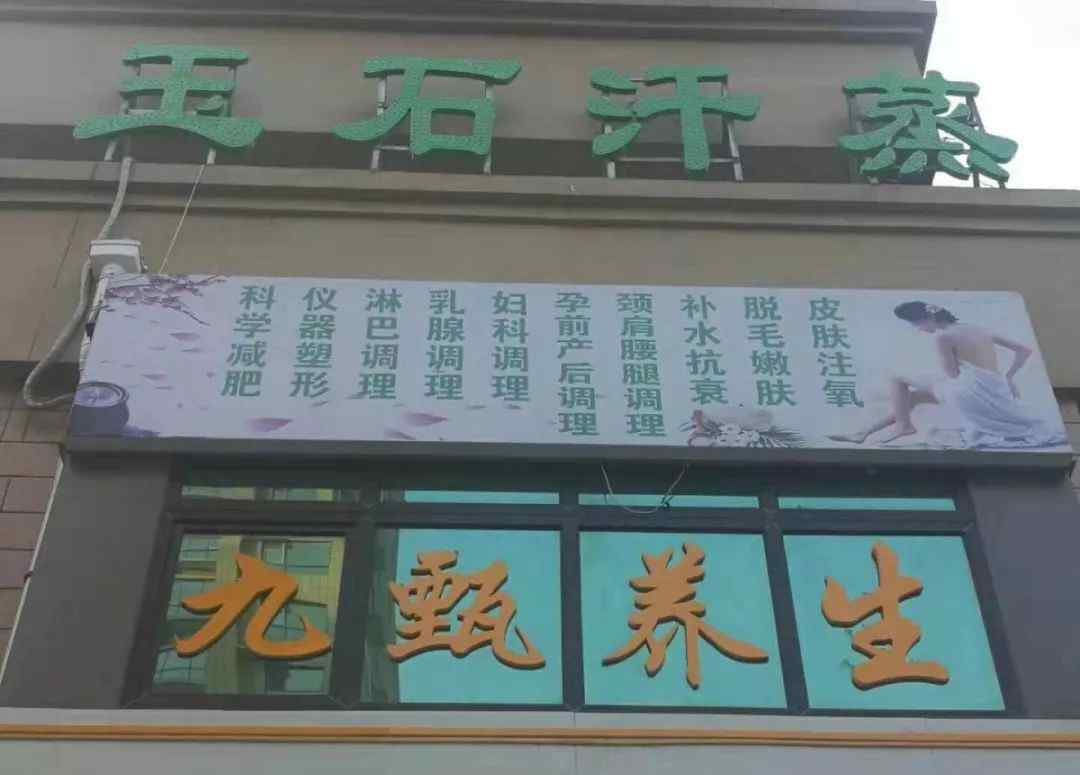 玉石汗蒸
科学减肥
仪器塑形
淋巴调理
乳腺调理
妇科调理
孕前产后调理
颈肩腰腿调理
补水抗衰
脱毛嫩肤
皮肤注氧
九甄养生